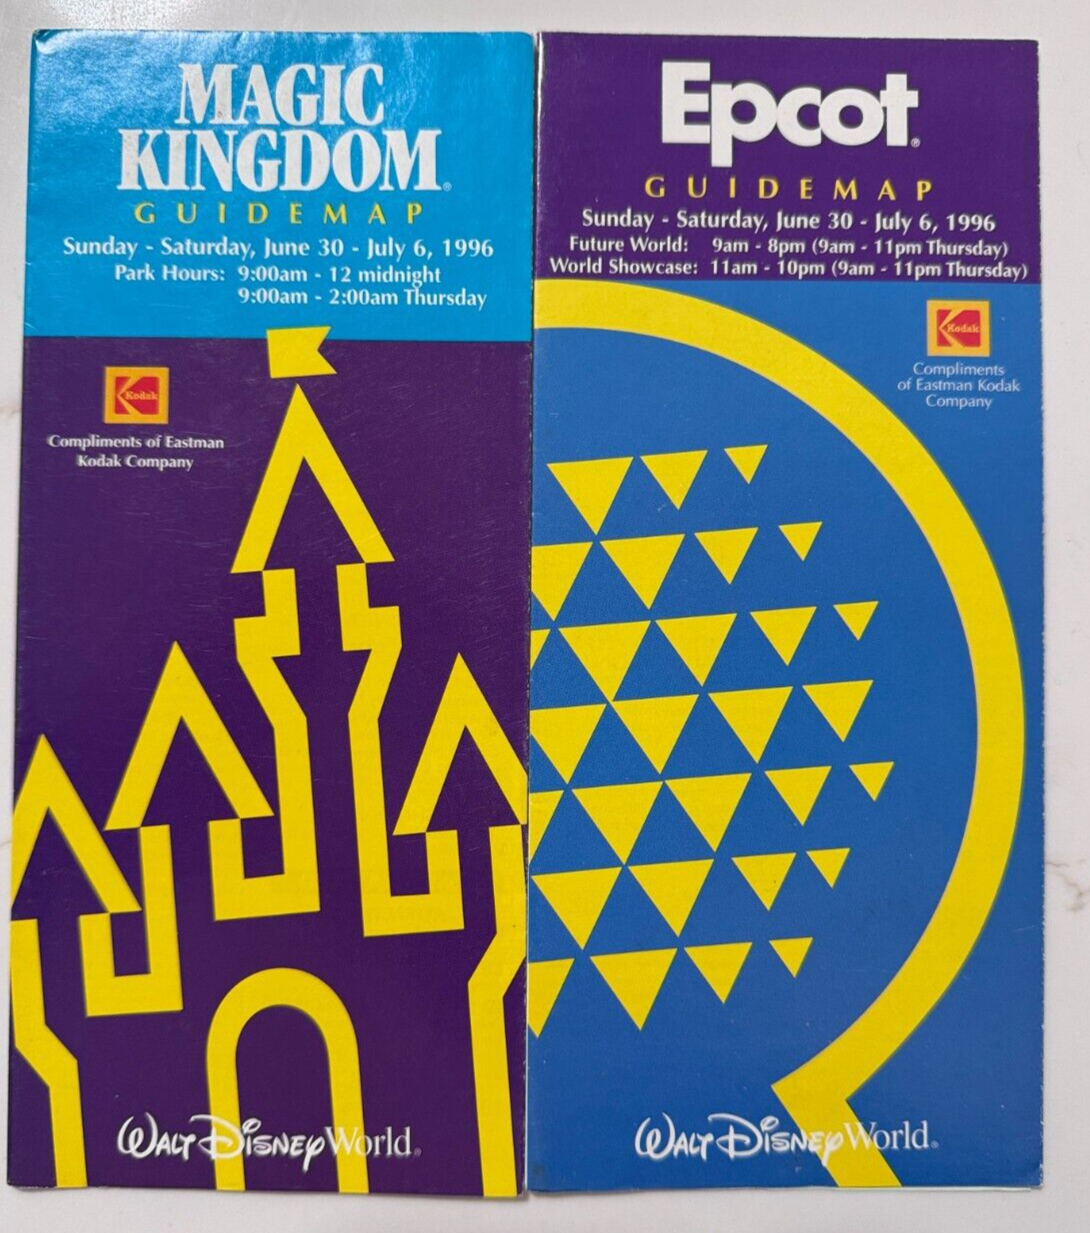 MAGIC
KINGDOM®
GUIDEMAP
Sunday - Saturday, June 30 - July 6, 1996
Park Hours: 9:00am - 12 midnight
9:00am - 2:00am Thursday
Kodak
Compliments of Eastman
Kodak Company
WALT DISNEY World®
Epcot®
GUIDEMAP
Sunday - Saturday, June 30 - July 6, 1996
Future World: 9am - 8pm (9am - 11pm Thursday)
World Showcase: 11am - 10pm (9am - 11pm Thursday)
Kodak
Compliments
of Eastman Kodak
Company
WALT DISNEY World®